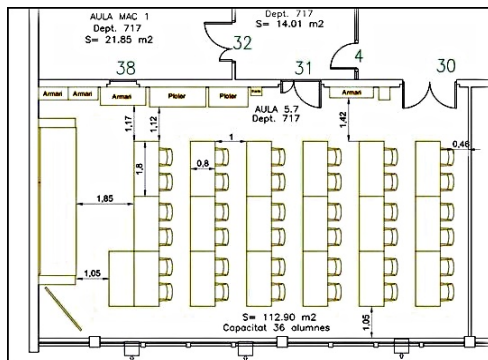 AULA MAC 1
Dept. 717
S= 21.85 m2
Dept. 717
S= 14.01 m2
32
4
38
31
30
Armari
Armari
Armari
Ploter
Ploter
Armari
AULA 5.7
Dept. 717
1,17
1,12
1,42
1
0,46
1,8
0,8
1,85
1,05
S= 112.90 m2
Capacitat 36 alumnes
1,05